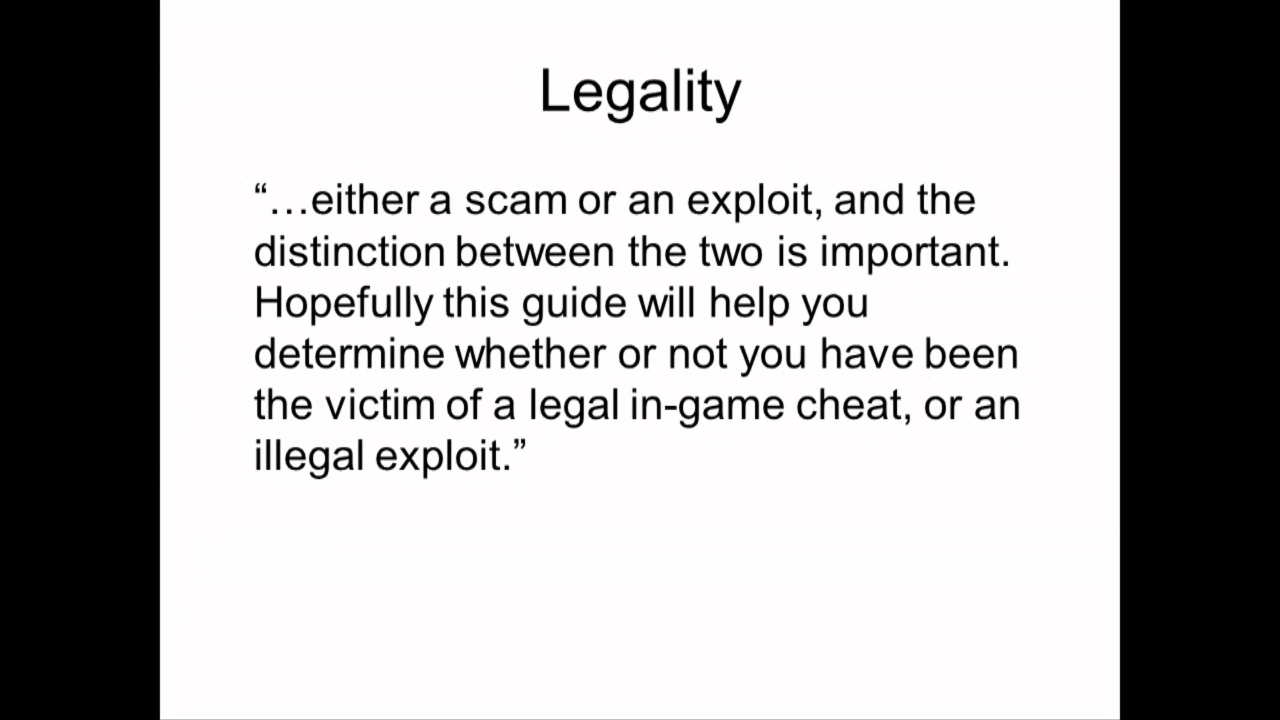 Legality
“…either a scam or an exploit, and the
distinction between the two is important.
Hopefully this guide will help you
determine whether or not you have been
the victim of a legal in-game cheat, or an
illegal exploit.”